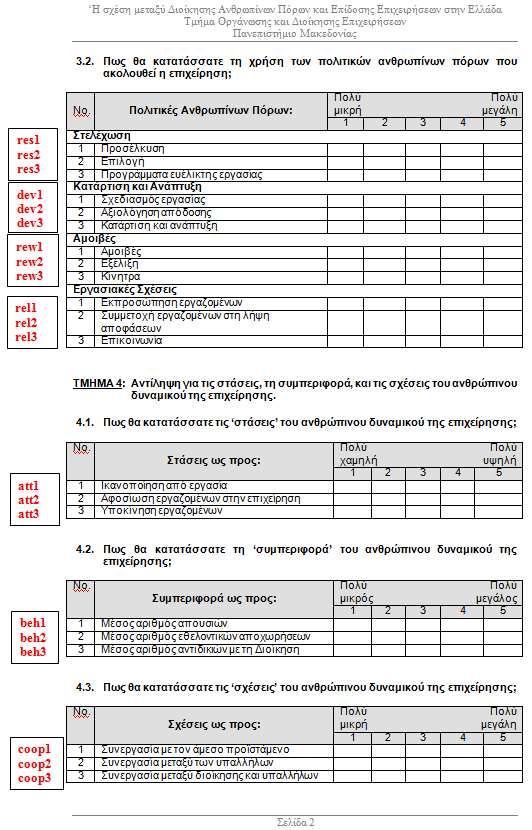 ‘Η σχέση μεταξύ Διοίκησης Ανθρωπίνων Πόρων και Επίδοσης Επιχειρήσεων στην Ελλάδα
Τμήμα Οργάνωσης και Διοίκησης Επιχειρήσεων
Πανεπιστήμιο Μακεδονίας
3.2. Πως θα κατατάσσατε τη χρήση των πολιτικών ανθρωπίνων πόρων που
ακολουθεί η επιχείρηση;
No. Πολιτικές Ανθρωπίνων Πόρων: Πολύ μικρή Πολύ μεγάλη
1 2 3 4 5
Στελέχωση
res1 1 Προσέλκυση
res2 2 Επιλογή
res3 3 Προγράμματα ευέλικτης εργασίας
Κατάρτιση και Ανάπτυξη
dev1 1 Σχεδιασμός εργασίας
dev2 2 Αξιολόγηση απόδοσης
dev3 3 Κατάρτιση και ανάπτυξη
Αμοιβές
rew1 1 Αμοιβές
rew2 2 Εξέλιξη
rew3 3 Κίνητρα
Εργασιακές Σχέσεις
rel1 1 Εκπροσώπηση εργαζομένων
rel2 2 Συμμετοχή εργαζομένων στη λήψη
αποφάσεων
rel3 3 Επικοινωνία
ΤΜΗΜΑ 4: Αντίληψη για τις στάσεις, τη συμπεριφορά, και τις σχέσεις του ανθρώπινου
δυναμικού της επιχείρησης.
4.1. Πως θα κατατάσσατε τις ‘στάσεις’ του ανθρώπινου δυναμικού της επιχείρησης;
No. Στάσεις ως προς: Πολύ χαμηλή Πολύ υψηλή
1 2 3 4 5
att1 1 Ικανοποίηση από εργασία
att2 2 Αφοσίωση εργαζομένων στην επιχείρηση
att3 3 Υποκίνηση εργαζομένων
4.2. Πως θα κατατάσσατε τη ‘συμπεριφορά’ του ανθρώπινου δυναμικού της
επιχείρησης;
No. Συμπεριφορά ως προς: Πολύ μικρός Πολύ μεγάλος
1 2 3 4 5
beh1 1 Μέσος αριθμός απουσιών
beh2 2 Μέσος αριθμός εθελοντικών αποχωρήσεων
beh3 3 Μέσος αριθμός αντιδικιών με τη Διοίκηση
4.3. Πως θα κατατάσσατε τις ‘σχέσεις’ του ανθρώπινου δυναμικού της επιχείρησης;
No. Σχέσεις ως προς: Πολύ μικρή Πολύ μεγάλη
1 2 3 4 5
coop1 1 Συνεργασία με τον άμεσο προϊστάμενο
coop2 2 Συνεργασία μεταξύ των υπαλλήλων
coop3 3 Συνεργασία μεταξύ διοίκησης και υπαλλήλων
Σελίδα 2